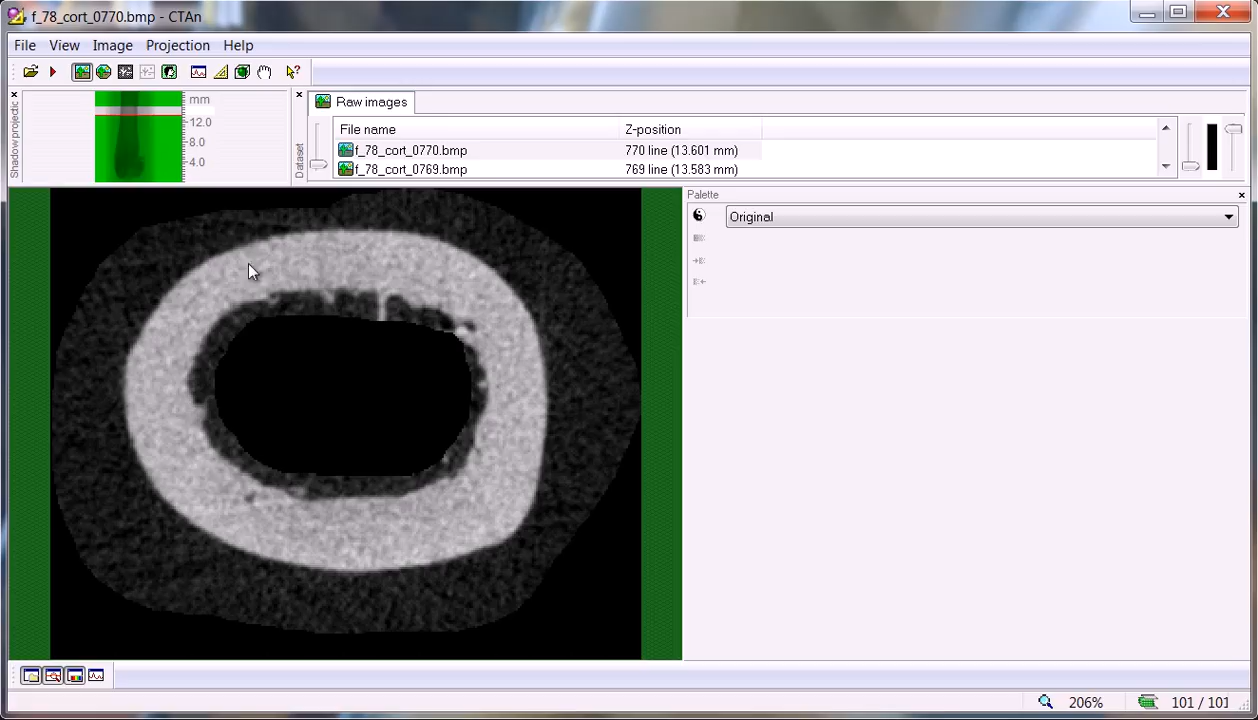 f_78_cort_0770.bmp - CTAn
File View Image Projection Help
Shadow projectic
mm
12.0
8.0
4.0
Dataset
Raw images
File name Z-position
f_78_cort_0770.bmp 770 line (13.601 mm)
f_78_cort_0769.bmp 769 line (13.583 mm)
Palette
Original
206% 101 / 101